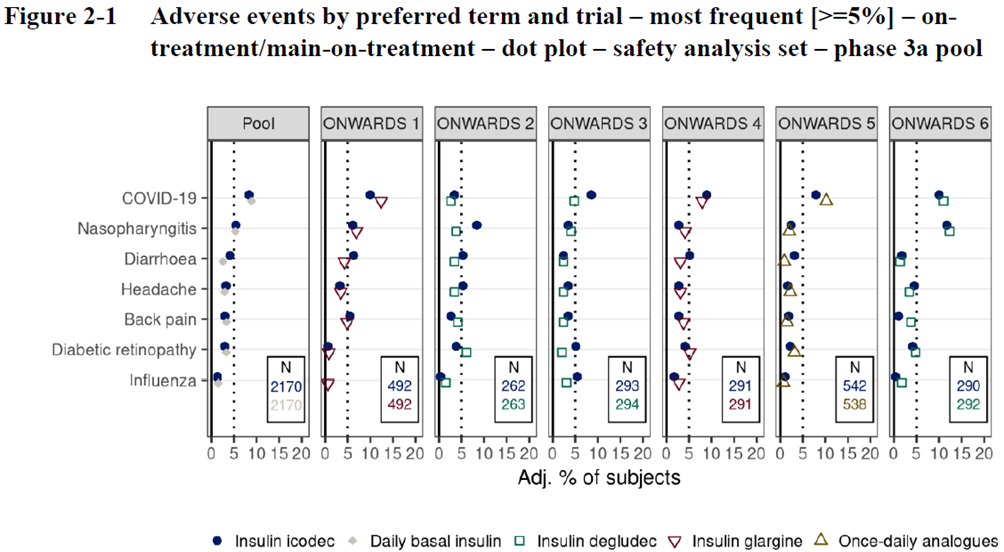 Figure 2-1 Adverse events by preferred term and trial – most frequent [>=5%] – on-
treatment/main-on-treatment – dot plot – safety analysis set – phase 3a pool
Pool ONWARDS 1 ONWARDS 2 ONWARDS 3 ONWARDS 4 ONWARDS 5 ONWARDS 6
COVID-19
Nasopharyngitis
Diarrhoea
Headache
Back pain
Diabetic retinopathy
Influenza
N N N N N N N
2170 492 262 293 291 542 290
2170 492 263 294 291 538 292
0 5 10 15 20 0 5 10 15 20 0 5 10 15 20 0 5 10 15 20 0 5 10 15 20 0 5 10 15 20 0 5 10 15 20
Adj. % of subjects
Insulin icodec Daily basal insulin Insulin degludec Insulin glargine Once-daily analogues